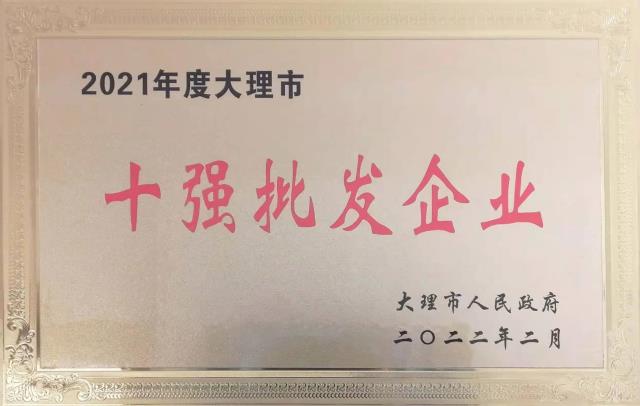 2021年度大理市
十强批发企业
大理市人民政府
二〇二二年二月